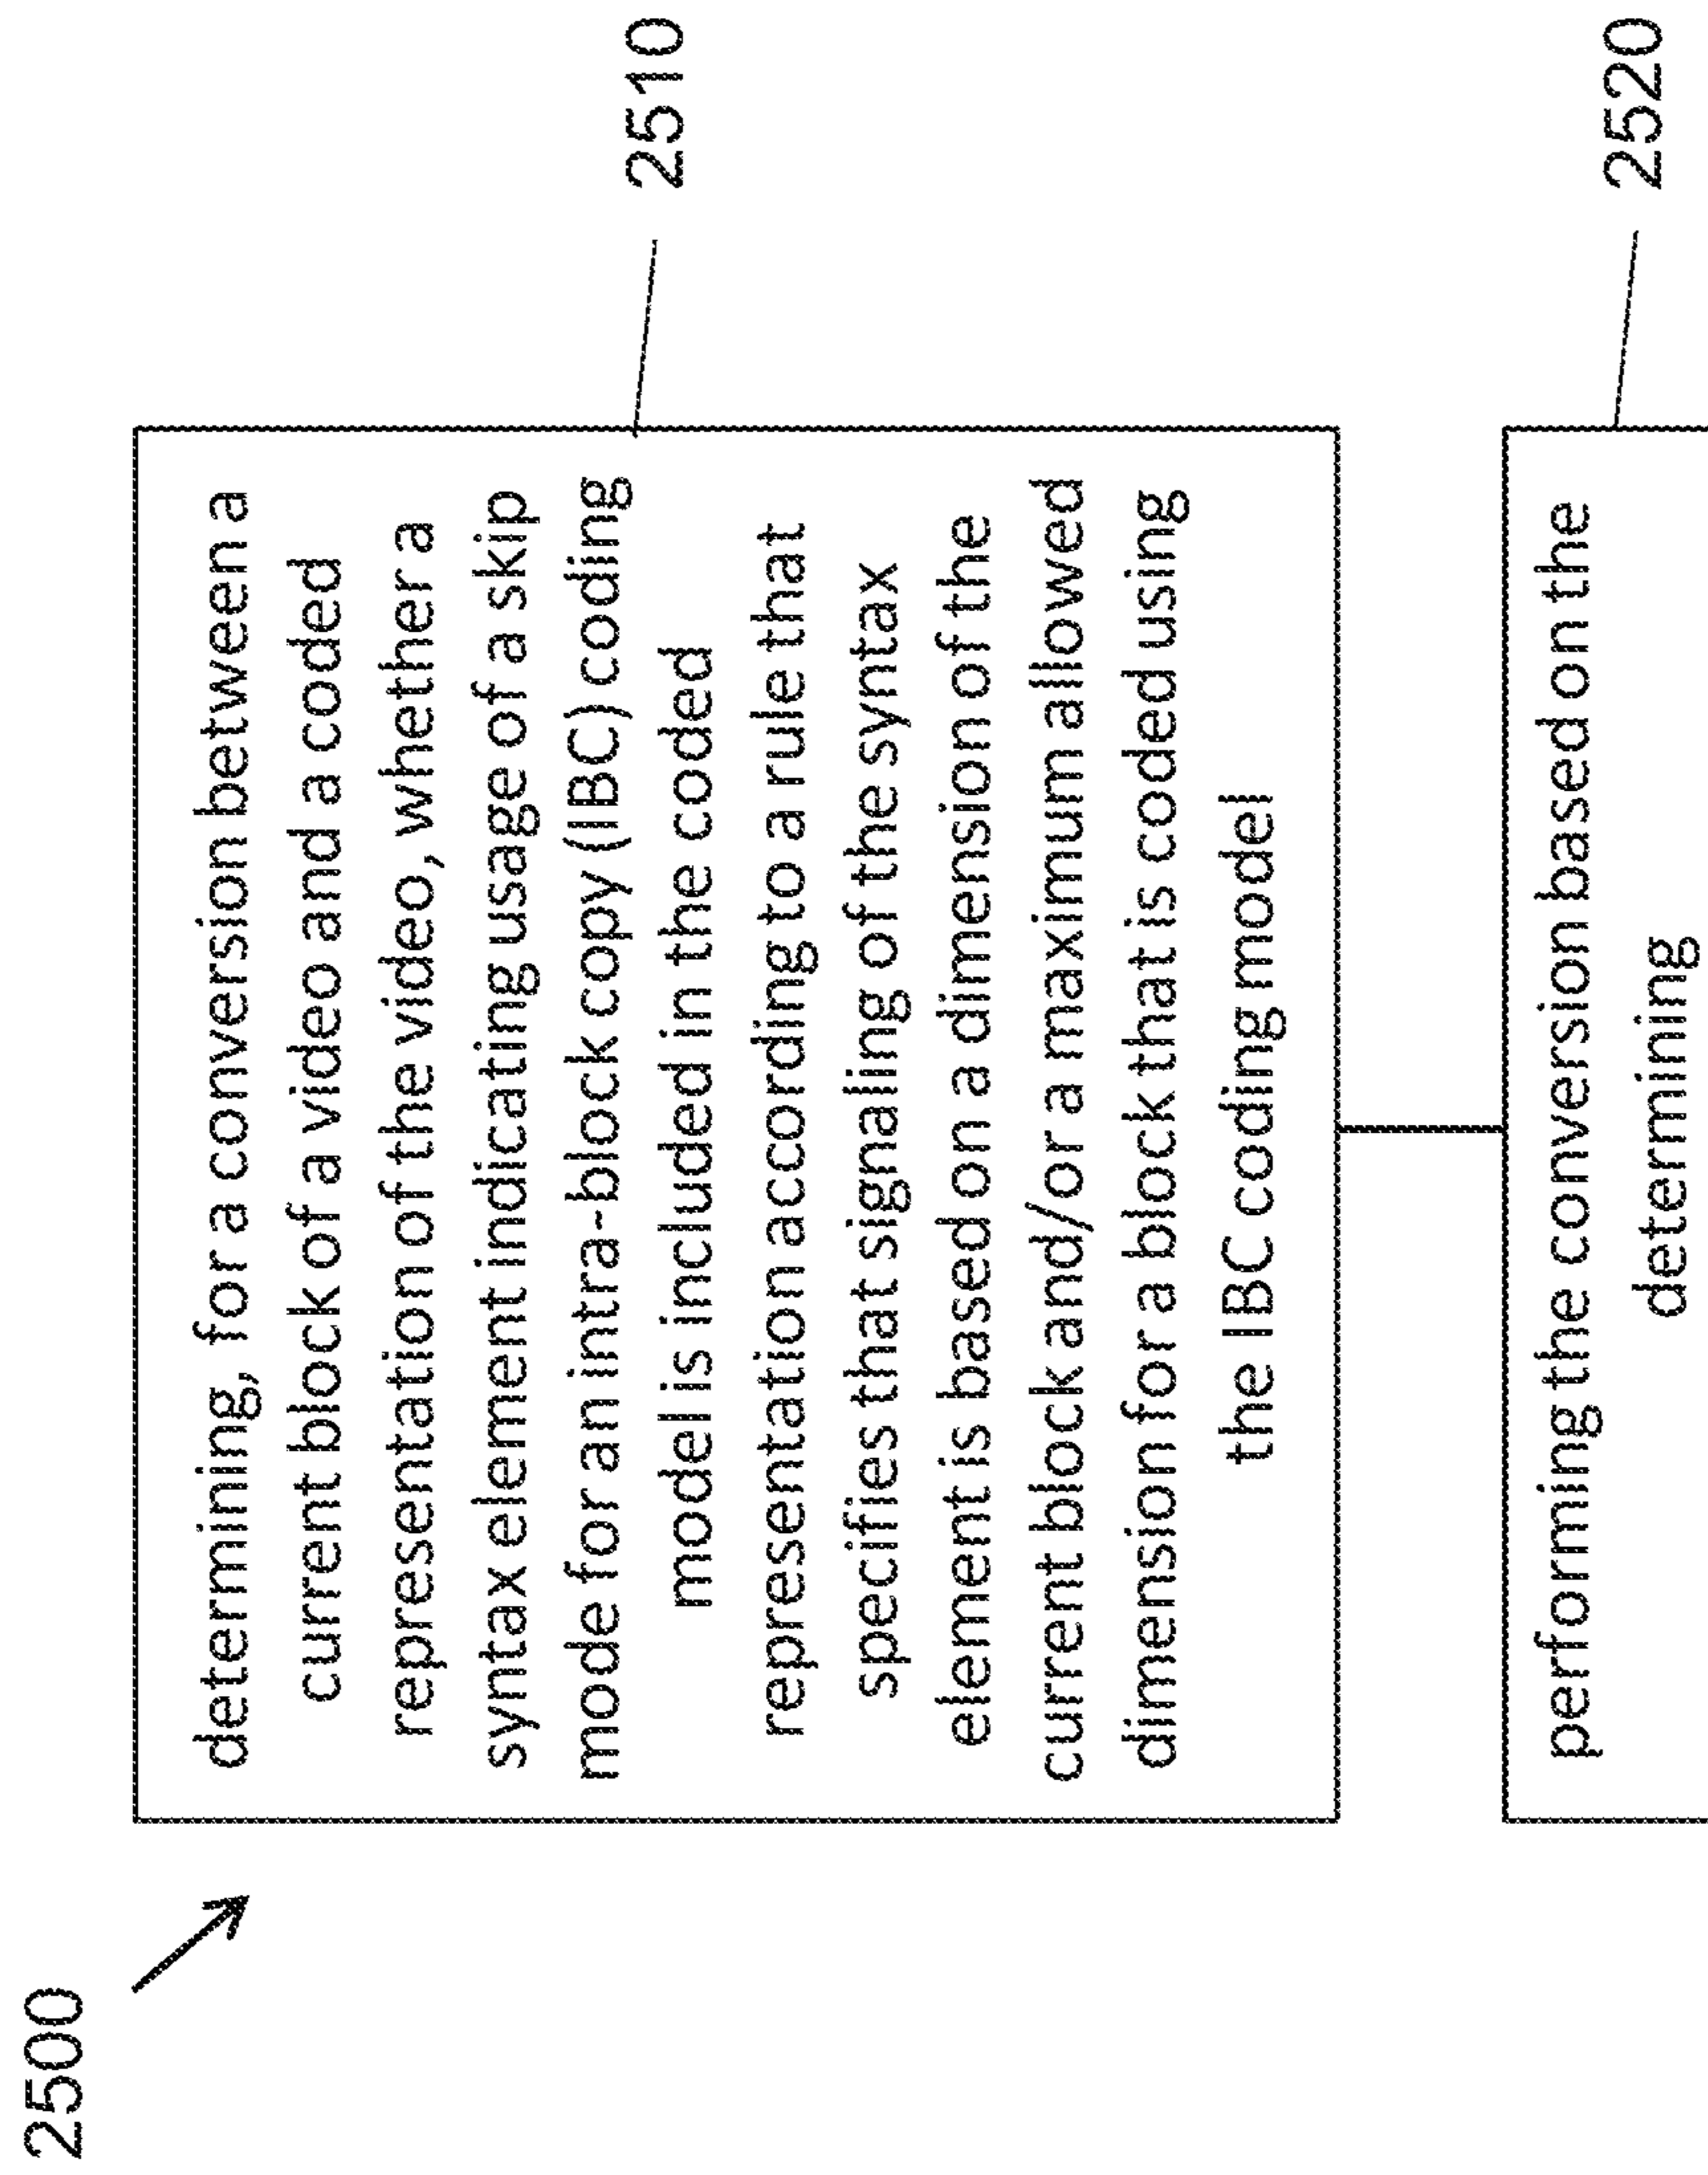 2500
determining, for a conversion between a
current block of a video and a coded
representation of the video, whether a
syntax element indicating usage of a skip
mode for an intra-block copy (IBC) coding
model is included in the coded
representation according to a rule that
specifies that signaling of the syntax
element is based on a dimension of the
current block and/or a maximum allowed
dimension for a block that is coded using
the IBC coding model
2510
performing the conversion based on the
determining
2520